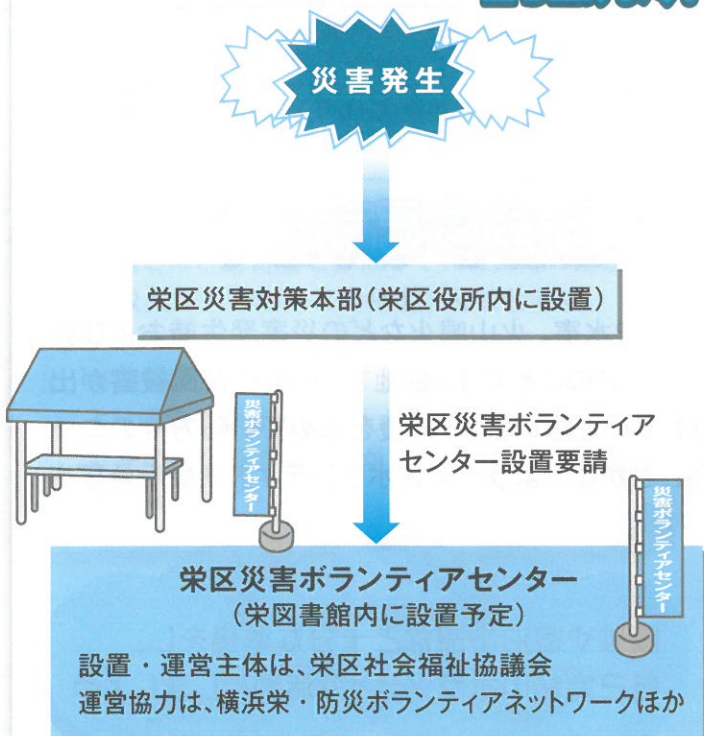 災害発生
栄区災害対策本部(栄区役所内に設置)
災害ボランティアセンター
栄区災害ボランティア
センター設置要請
災害ボランティアセンター
栄区災害ボランティアセンター
(栄図書館内に設置予定)
設置・運営主体は、栄区社会福祉協議会
運営協力は、横浜栄・防災ボランティアネットワークほか